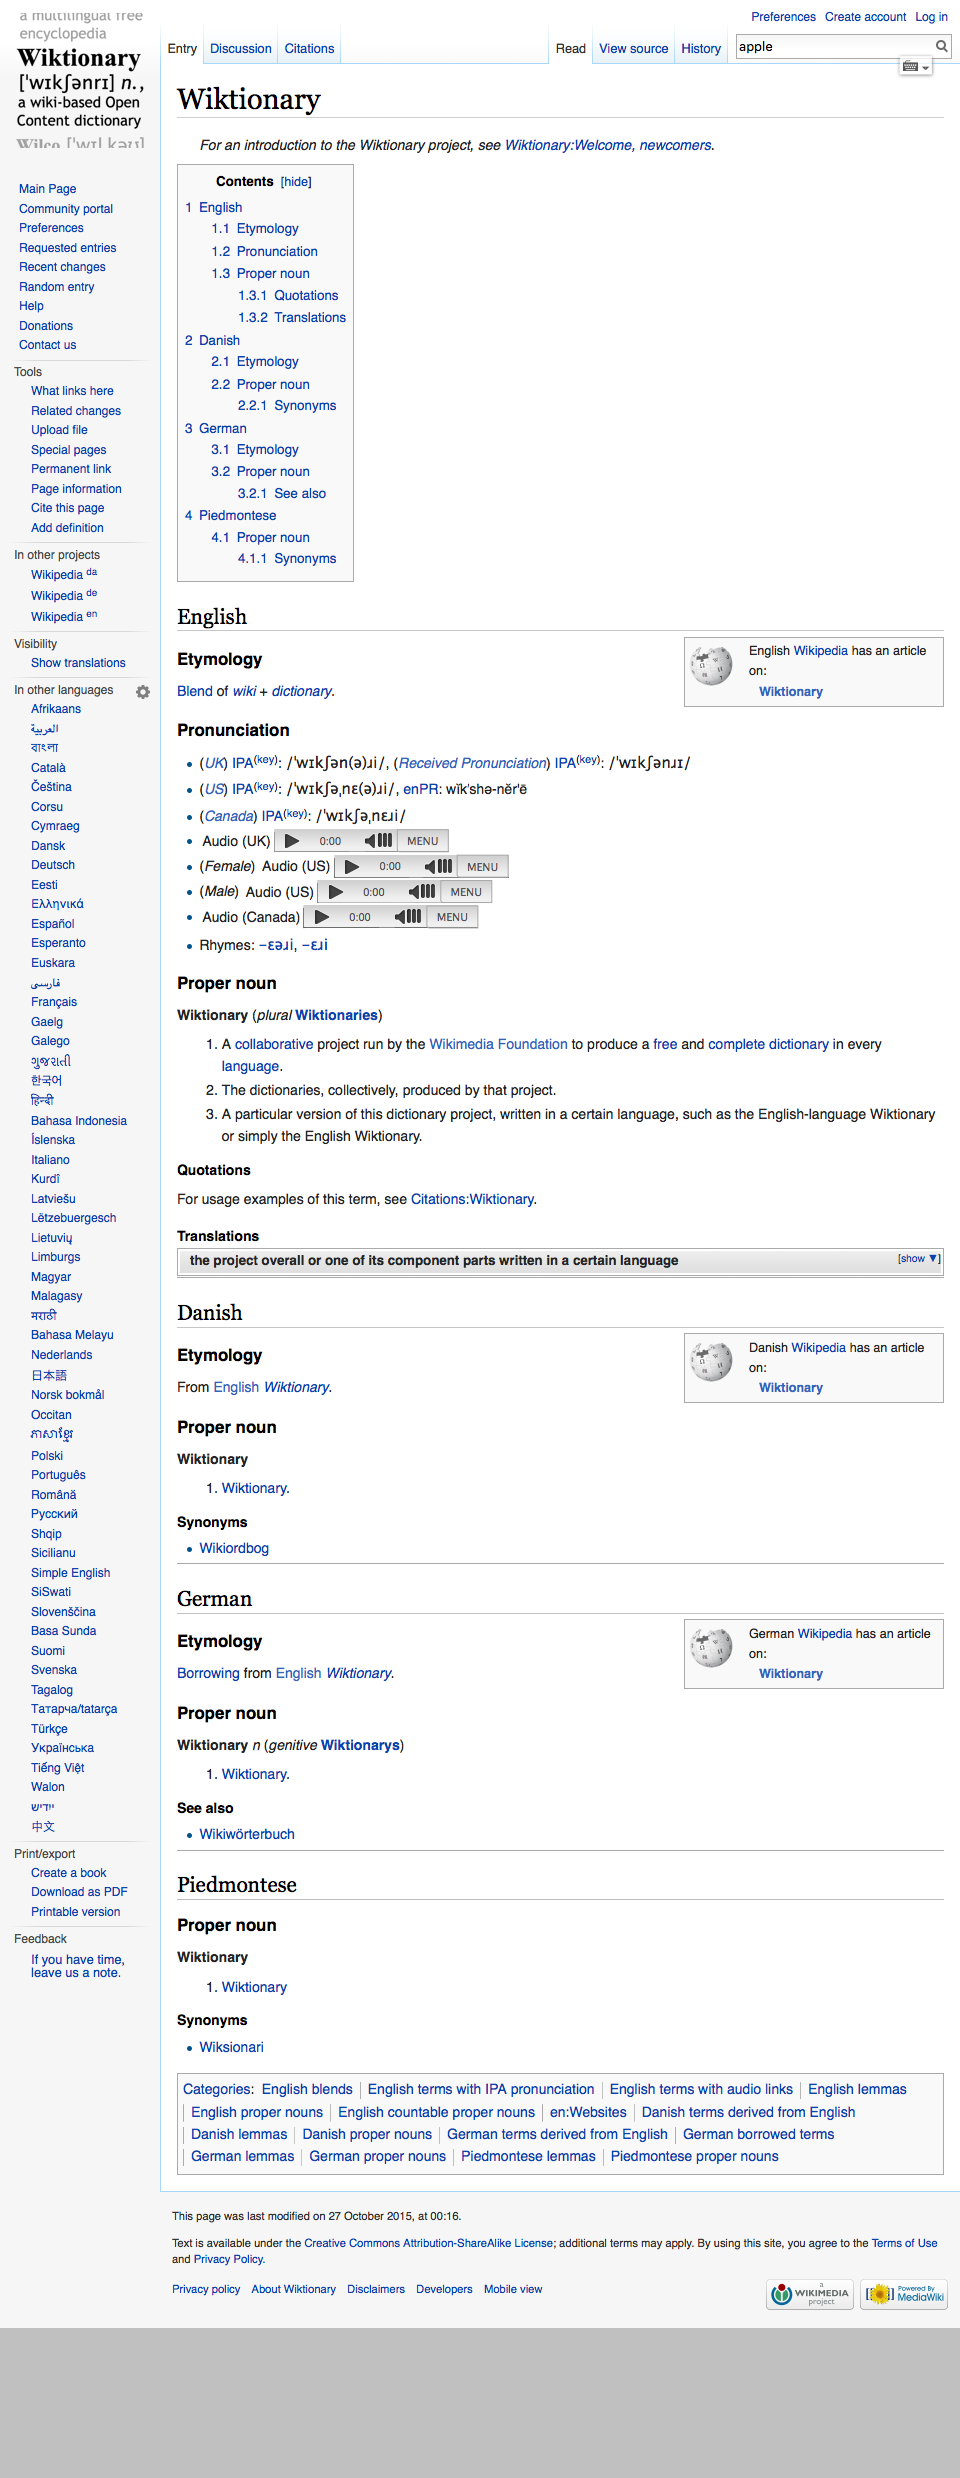 a multilingual free
encyclopedia
Wiktionary
['wɪkʃənrɪ] n.,
a wiki-based Open
Content dictionary
Wilco ['wɪl kəʊ]
Preferences Create account Log in
Entry Discussion Citations Read View source History apple
Main Page
Community portal
Preferences
Requested entries
Recent changes
Random entry
Help
Donations
Contact us
Tools
What links here
Related changes
Upload file
Special pages
Permanent link
Page information
Cite this page
Add definition
In other projects
Wikipedia da
Wikipedia de
Wikipedia en
Visibility
Show translations
In other languages
Afrikaans
العربية
বাংলা
Català
Čeština
Corsu
Cymraeg
Dansk
Deutsch
Eesti
Ελληνικά
Español
Esperanto
Euskara
فارسی
Français
Gaeilge
Galego
ગુજરાતી
한국어
हिन्दी
Bahasa Indonesia
Íslenska
Italiano
Kurdî
Latviešu
Lëtzebuergesch
Lietuvių
Limburgs
Magyar
Malagasy
मराठी
Bahasa Melayu
Nederlands
日本語
Norsk bokmål
Occitan
ភាសាខ្មែរ
Polski
Português
Română
Русский
Shqip
Sicilianu
Simple English
SiSwati
Slovenščina
Basa Sunda
Suomi
Svenska
Tagalog
Татарча/tatarça
Türkçe
Українська
Tiếng Việt
Walon
ייִדיש
中文
Print/export
Create a book
Download as PDF
Printable version
Feedback
If you have time,
leave us a note.
Wiktionary
For an introduction to the Wiktionary project, see Wiktionary:Welcome, newcomers.
Contents [hide]
1 English
1.1 Etymology
1.2 Pronunciation
1.3 Proper noun
1.3.1 Quotations
1.3.2 Translations
2 Danish
2.1 Etymology
2.2 Proper noun
2.2.1 Synonyms
3 German
3.1 Etymology
3.2 Proper noun
3.2.1 See also
4 Piedmontese
4.1 Proper noun
4.1.1 Synonyms
English
English Wikipedia has an article
on:
Wiktionary
Etymology
Blend of wiki + dictionary.
Pronunciation
• (UK) IPA(key): /ˈwɪkʃən(ə)ɹi/, (Received Pronunciation) IPA(key): /ˈwɪkʃənɹɪ/
• (US) IPA(key): /ˈwɪkʃəˌnɛ(ə)ɹi/, enPR: wĭk'shə-nĕr'ē
• (Canada) IPA(key): /ˈwɪkʃəˌnɛɹi/
• Audio (UK) 0:00 MENU
• (Female) Audio (US) 0:00 MENU
• (Male) Audio (US) 0:00 MENU
• Audio (Canada) 0:00 MENU
• Rhymes: -ɛəɹi, -ɛɹi
Proper noun
Wiktionary (plural Wiktionaries)
1. A collaborative project run by the Wikimedia Foundation to produce a free and complete dictionary in every
language.
2. The dictionaries, collectively, produced by that project.
3. A particular version of this dictionary project, written in a certain language, such as the English-language Wiktionary
or simply the English Wiktionary.
Quotations
For usage examples of this term, see Citations:Wiktionary.
Translations
the project overall or one of its component parts written in a certain language [show ▼]
Danish
Danish Wikipedia has an article
on:
Wiktionary
Etymology
From English Wiktionary.
Proper noun
Wiktionary
1. Wiktionary.
Synonyms
• Wikiordbog
German
German Wikipedia has an article
on:
Wiktionary
Etymology
Borrowing from English Wiktionary.
Proper noun
Wiktionary n (genitive Wiktionarys)
1. Wiktionary.
See also
• Wikiwörterbuch
Piedmontese
Proper noun
Wiktionary
1. Wiktionary
Synonyms
• Wiksionari
Categories: English blends | English terms with IPA pronunciation | English terms with audio links | English lemmas
| English proper nouns | English countable proper nouns | en:Websites | Danish terms derived from English
| Danish lemmas | Danish proper nouns | German terms derived from English | German borrowed terms
| German lemmas | German proper nouns | Piedmontese lemmas | Piedmontese proper nouns
This page was last modified on 27 October 2015, at 00:16.
Text is available under the Creative Commons Attribution-ShareAlike License; additional terms may apply. By using this site, you agree to the Terms of Use
and Privacy Policy.
Privacy policy About Wiktionary Disclaimers Developers Mobile view
a
WIKIMEDIA
project
Powered By
MediaWiki